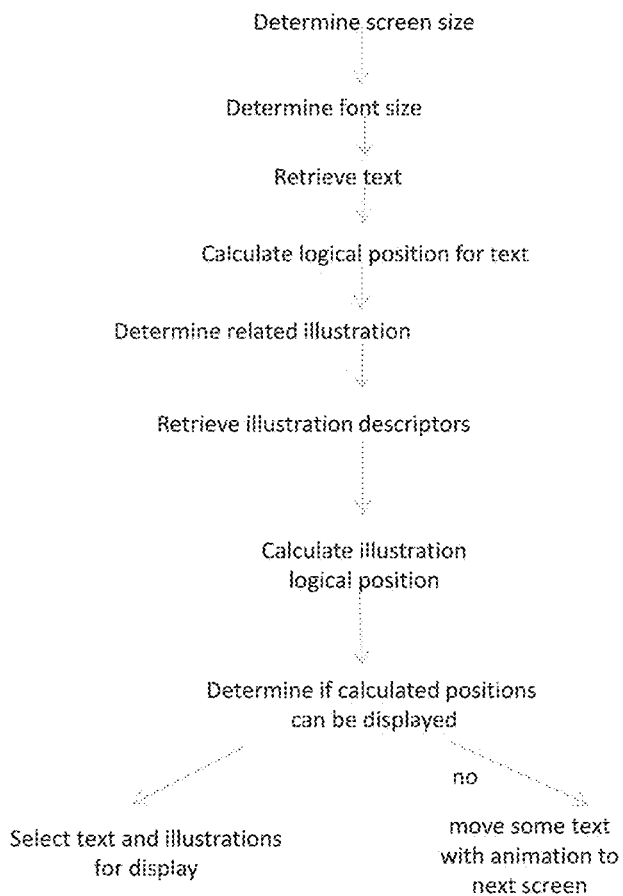 Determine screen size
Determine font size
Retrieve text
Calculate logical position for text
Determine related illustration
Retrieve illustration descriptors
Calculate illustration
logical position
Determine if calculated positions
can be displayed
no
Select text and illustrations
for display
move some text
with animation to
next screen